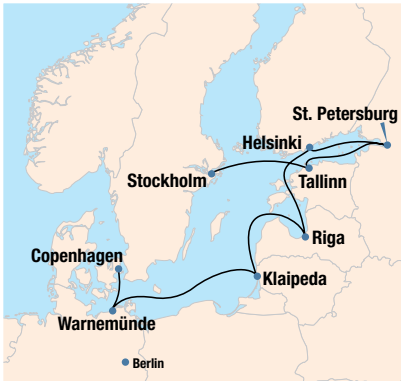 St. Petersburg
Helsinki
Stockholm
Tallinn
Riga
Copenhagen
Klaipeda
Warnemünde
Berlin